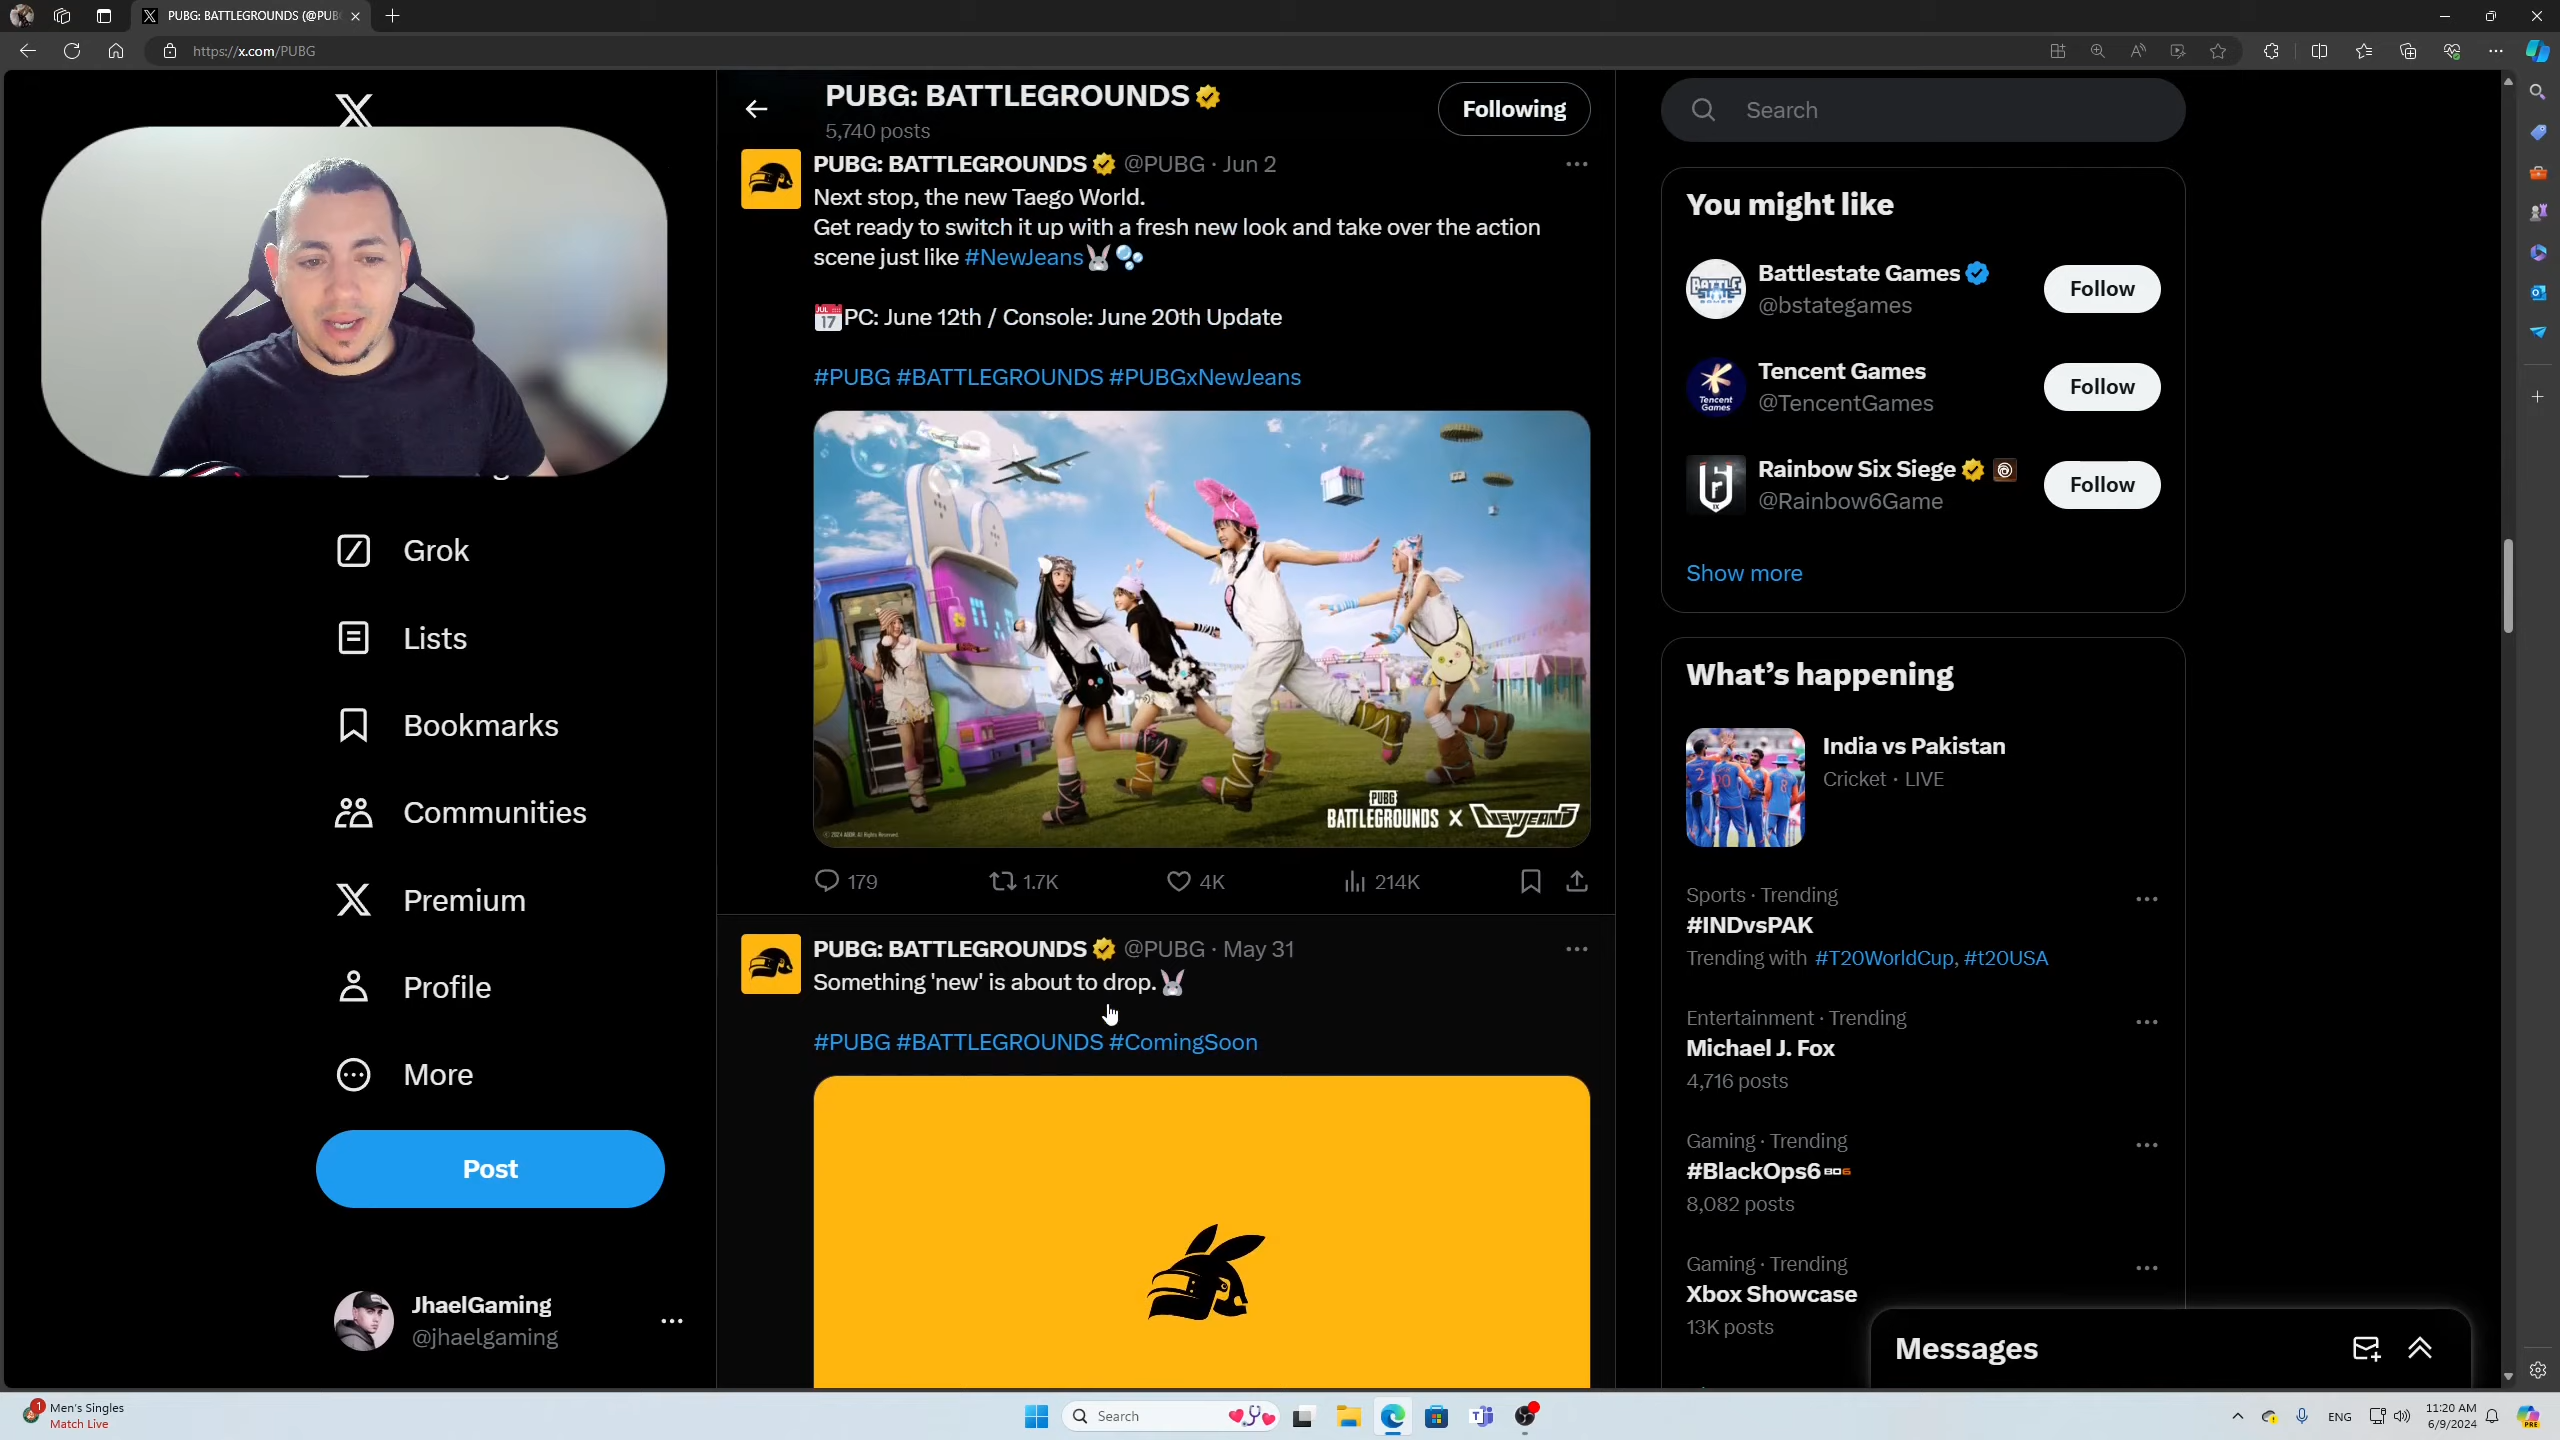 PUBG: BATTLEGROUNDS (@PUB
https://x.com/PUBG
PUBG: BATTLEGROUNDS
5,740 posts
Following
Search
PUBG: BATTLEGROUNDS @PUBG · Jun 2
Next stop, the new Taego World.
Get ready to switch it up with a fresh new look and take over the action
scene just like #NewJeans🐰🫧
📅PC: June 12th / Console: June 20th Update
#PUBG #BATTLEGROUNDS #PUBGxNewJeans
PUBG
BATTLEGROUNDS X NEWJEANS
179
1.7K
4K
214K
PUBG: BATTLEGROUNDS @PUBG · May 31
Something 'new' is about to drop.🐰
#PUBG #BATTLEGROUNDS #ComingSoon
Grok
Lists
Bookmarks
Communities
Premium
Profile
More
Post
JhaelGaming
@jhaelgaming
You might like
Battlestate Games
@bstategames
Follow
Tencent Games
Tencent
Games
@TencentGames
Follow
Rainbow Six Siege
@Rainbow6Game
Follow
Show more
What's happening
India vs Pakistan
Cricket · LIVE
Sports · Trending
#INDvsPAK
Trending with #T20WorldCup, #t20USA
Entertainment · Trending
Michael J. Fox
4,716 posts
Gaming · Trending
#BlackOps6
8,082 posts
Gaming · Trending
Xbox Showcase
13K posts
Messages
1
Men's Singles
Match Live
Search
ENG
11:20 AM
6/9/2024
PRE